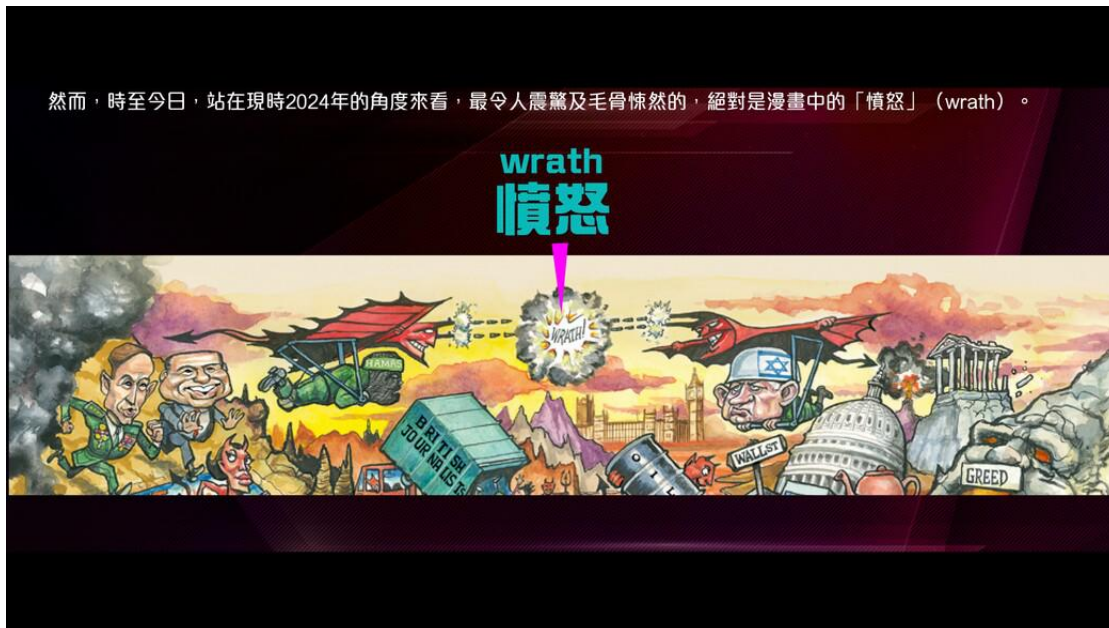 然而，時至今日，站在現時2024年的角度來看，最令人震驚及毛骨悚然的，絕對是漫畫中的「憤怒」（wrath）。
wrath
憤怒
WRATH!
HAMAS
BRITISH
JOURNALISTS
OIL
WALLST
GREED